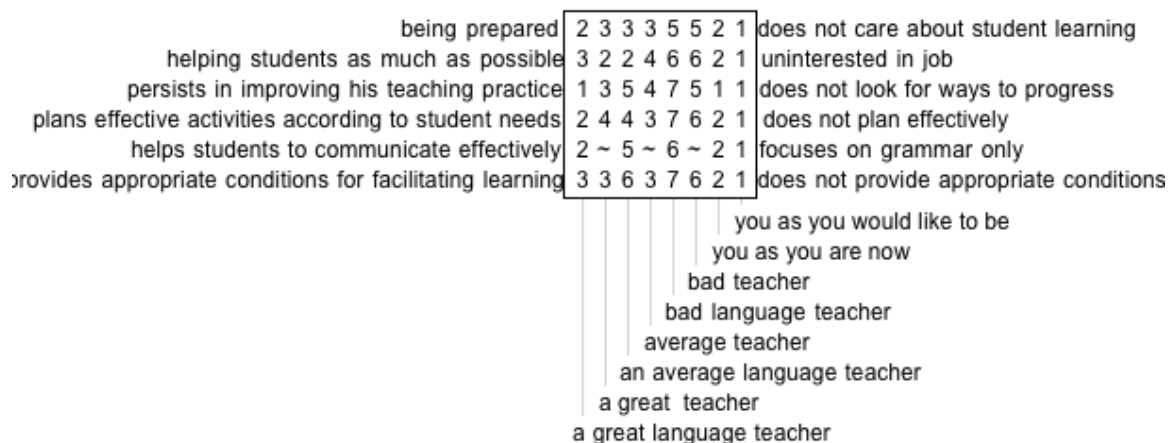 being prepared 2 3 3 3 5 5 2 1 does not care about student learning
helping students as much as possible 3 2 2 4 6 6 2 1 uninterested in job
persists in improving his teaching practice 1 3 5 4 7 5 1 1 does not look for ways to progress
plans effective activities according to student needs 2 4 4 3 7 6 2 1 does not plan effectively
helps students to communicate effectively 2 ~ 5 ~ 6 ~ 2 1 focuses on grammar only
provides appropriate conditions for facilitating learning 3 3 6 3 7 6 2 1 does not provide appropriate conditions
you as you would like to be
you as you are now
bad teacher
bad language teacher
average teacher
an average language teacher
a great teacher
a great language teacher